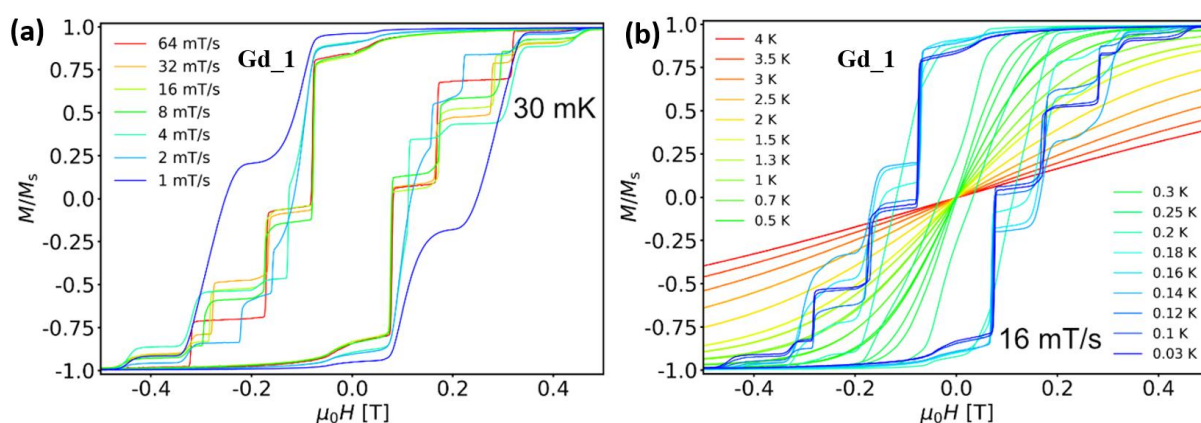 (a)
64 mT/s
32 mT/s
16 mT/s
8 mT/s
4 mT/s
2 mT/s
1 mT/s
Gd_1
30 mK
1.0
0.75
0.50
0.25
0.0
-0.25
-0.50
-0.75
-1.0
M/Ms
-0.4 -0.2 0.0 0.2 0.4
μ₀H [T]
(b)
4 K
3.5 K
3 K
2.5 K
2 K
1.5 K
1.3 K
1 K
0.7 K
0.5 K
Gd_1
0.3 K
0.25 K
0.2 K
0.18 K
0.16 K
0.14 K
0.12 K
0.1 K
0.03 K
16 mT/s
1.0
0.75
0.50
0.25
0.0
-0.25
-0.50
-0.75
-1.0
M/Ms
-0.4 -0.2 0.0 0.2 0.4
μ₀H [T]